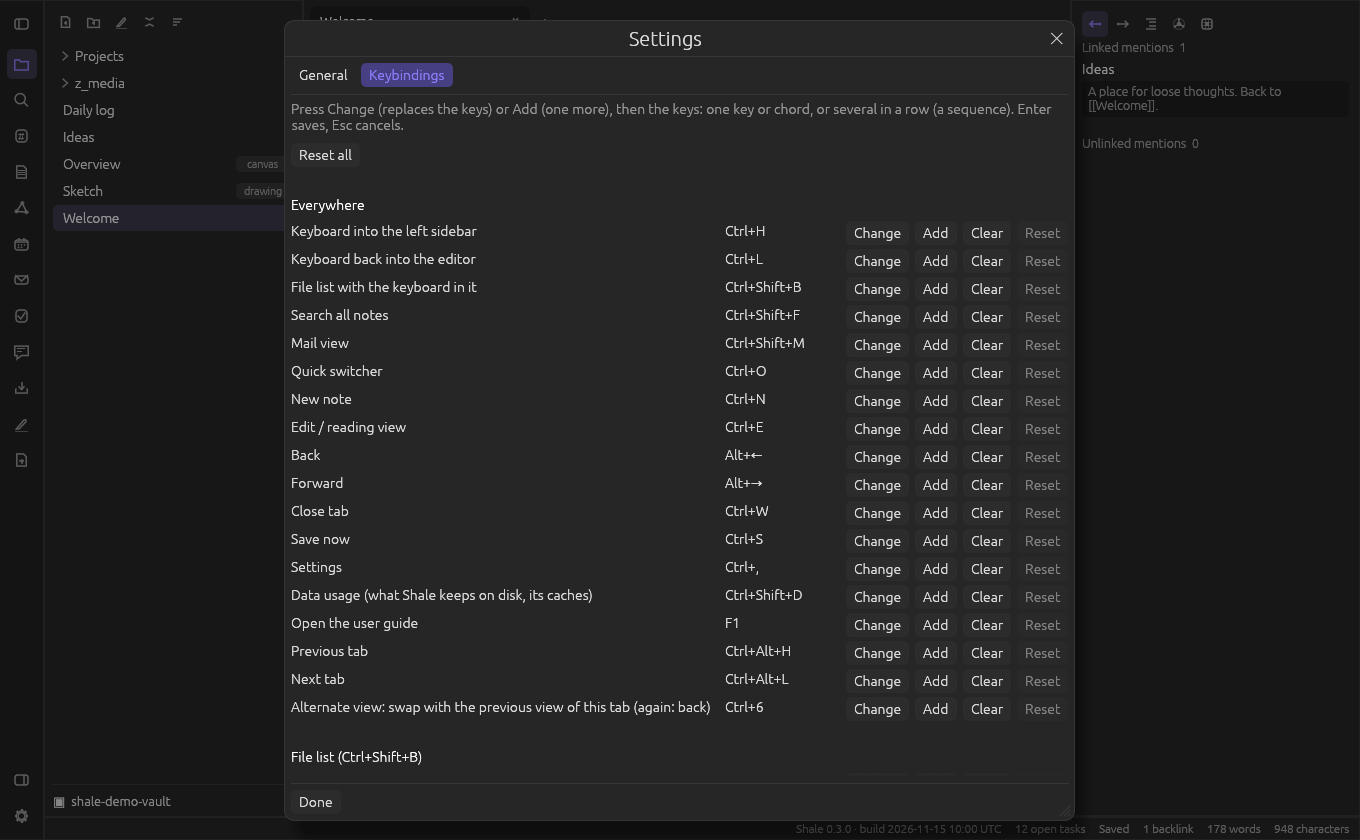 Settings
General Keybindings
Press Change (replaces the keys) or Add (one more), then the keys: one key or chord, or several in a row (a sequence). Enter
saves, Esc cancels.
Reset all
Everywhere
Keyboard into the left sidebar Ctrl+H Change Add Clear Reset
Keyboard back into the editor Ctrl+L Change Add Clear Reset
File list with the keyboard in it Ctrl+Shift+B Change Add Clear Reset
Search all notes Ctrl+Shift+F Change Add Clear Reset
Mail view Ctrl+Shift+M Change Add Clear Reset
Quick switcher Ctrl+O Change Add Clear Reset
New note Ctrl+N Change Add Clear Reset
Edit / reading view Ctrl+E Change Add Clear Reset
Back Alt+← Change Add Clear Reset
Forward Alt+→ Change Add Clear Reset
Close tab Ctrl+W Change Add Clear Reset
Save now Ctrl+S Change Add Clear Reset
Settings Ctrl+, Change Add Clear Reset
Data usage (what Shale keeps on disk, its caches) Ctrl+Shift+D Change Add Clear Reset
Open the user guide F1 Change Add Clear Reset
Previous tab Ctrl+Alt+H Change Add Clear Reset
Next tab Ctrl+Alt+L Change Add Clear Reset
Alternate view: swap with the previous view of this tab (again: back) Ctrl+6 Change Add Clear Reset
File list (Ctrl+Shift+B)
Done
Projects
z_media
Daily log
Ideas
Overview canvas
Sketch drawing
Welcome
shale-demo-vault
Linked mentions 1
Ideas
A place for loose thoughts. Back to
[[Welcome]].
Unlinked mentions 0
Shale 0.3.0 · build 2026-11-15 10:00 UTC 12 open tasks Saved 1 backlink 178 words 948 characters